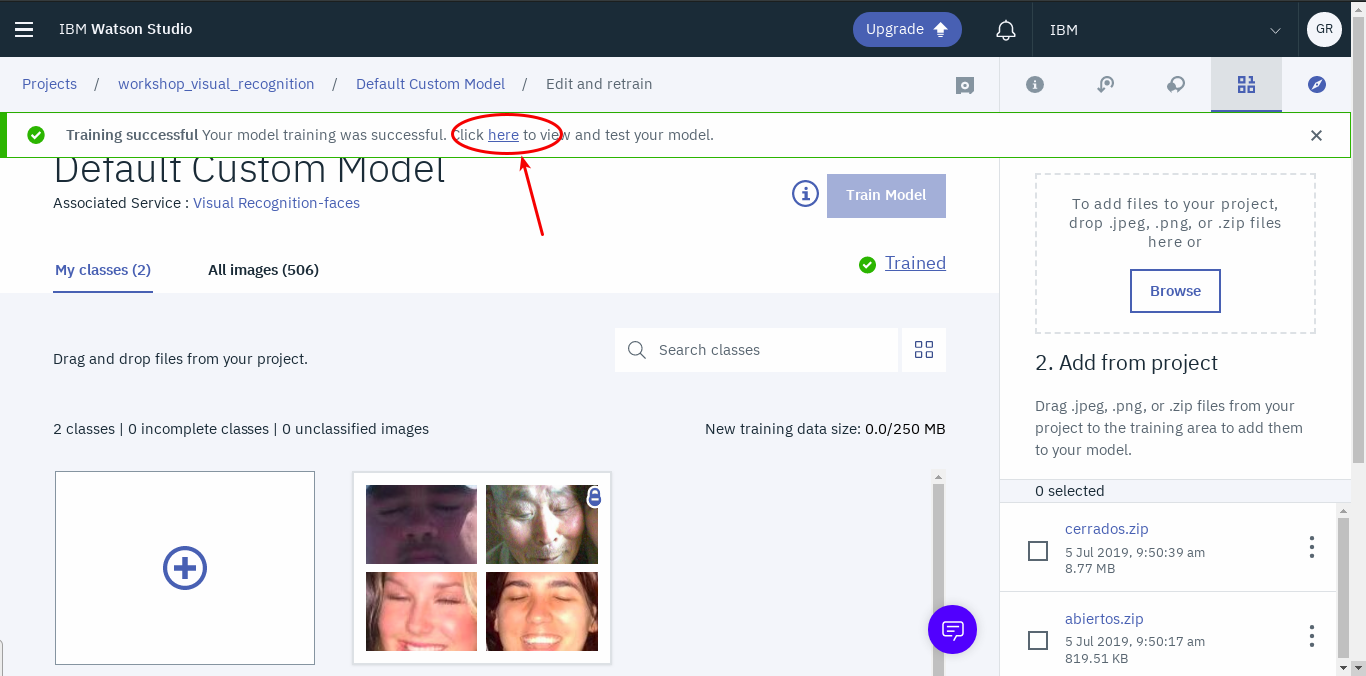 IBM Watson Studio
Upgrade
IBM
GR
Projects / workshop_visual_recognition / Default Custom Model / Edit and retrain
Training successful Your model training was successful. Click here to view and test your model.
Default Custom Model
Associated Service : Visual Recognition-faces
Train Model
My classes (2)
All images (506)
Trained
Drag and drop files from your project.
Search classes
2 classes | 0 incomplete classes | 0 unclassified images
New training data size: 0.0/250 MB
To add files to your project,
drop .jpeg, .png, or .zip files
here or
Browse
2. Add from project
Drag .jpeg, .png, or .zip files from your
project to the training area to add them
to your model.
0 selected
cerrados.zip
5 Jul 2019, 9:50:39 am
8.77 MB
abiertos.zip
5 Jul 2019, 9:50:17 am
819.51 KB